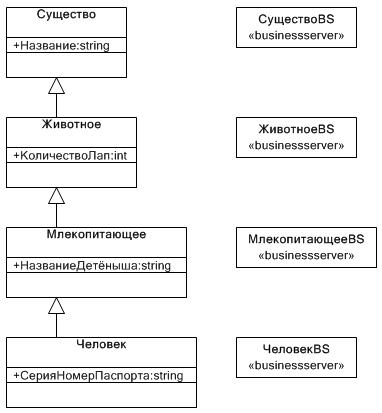 Существо
+Название:string
СуществоBS
«businessserver»
Животное
+КоличествоЛап:int
ЖивотноеBS
«businessserver»
Млекопитающее
+НазваниеДетёныша:string
МлекопитающееBS
«businessserver»
Человек
+СерияНомерПаспорта:string
ЧеловекBS
«businessserver»